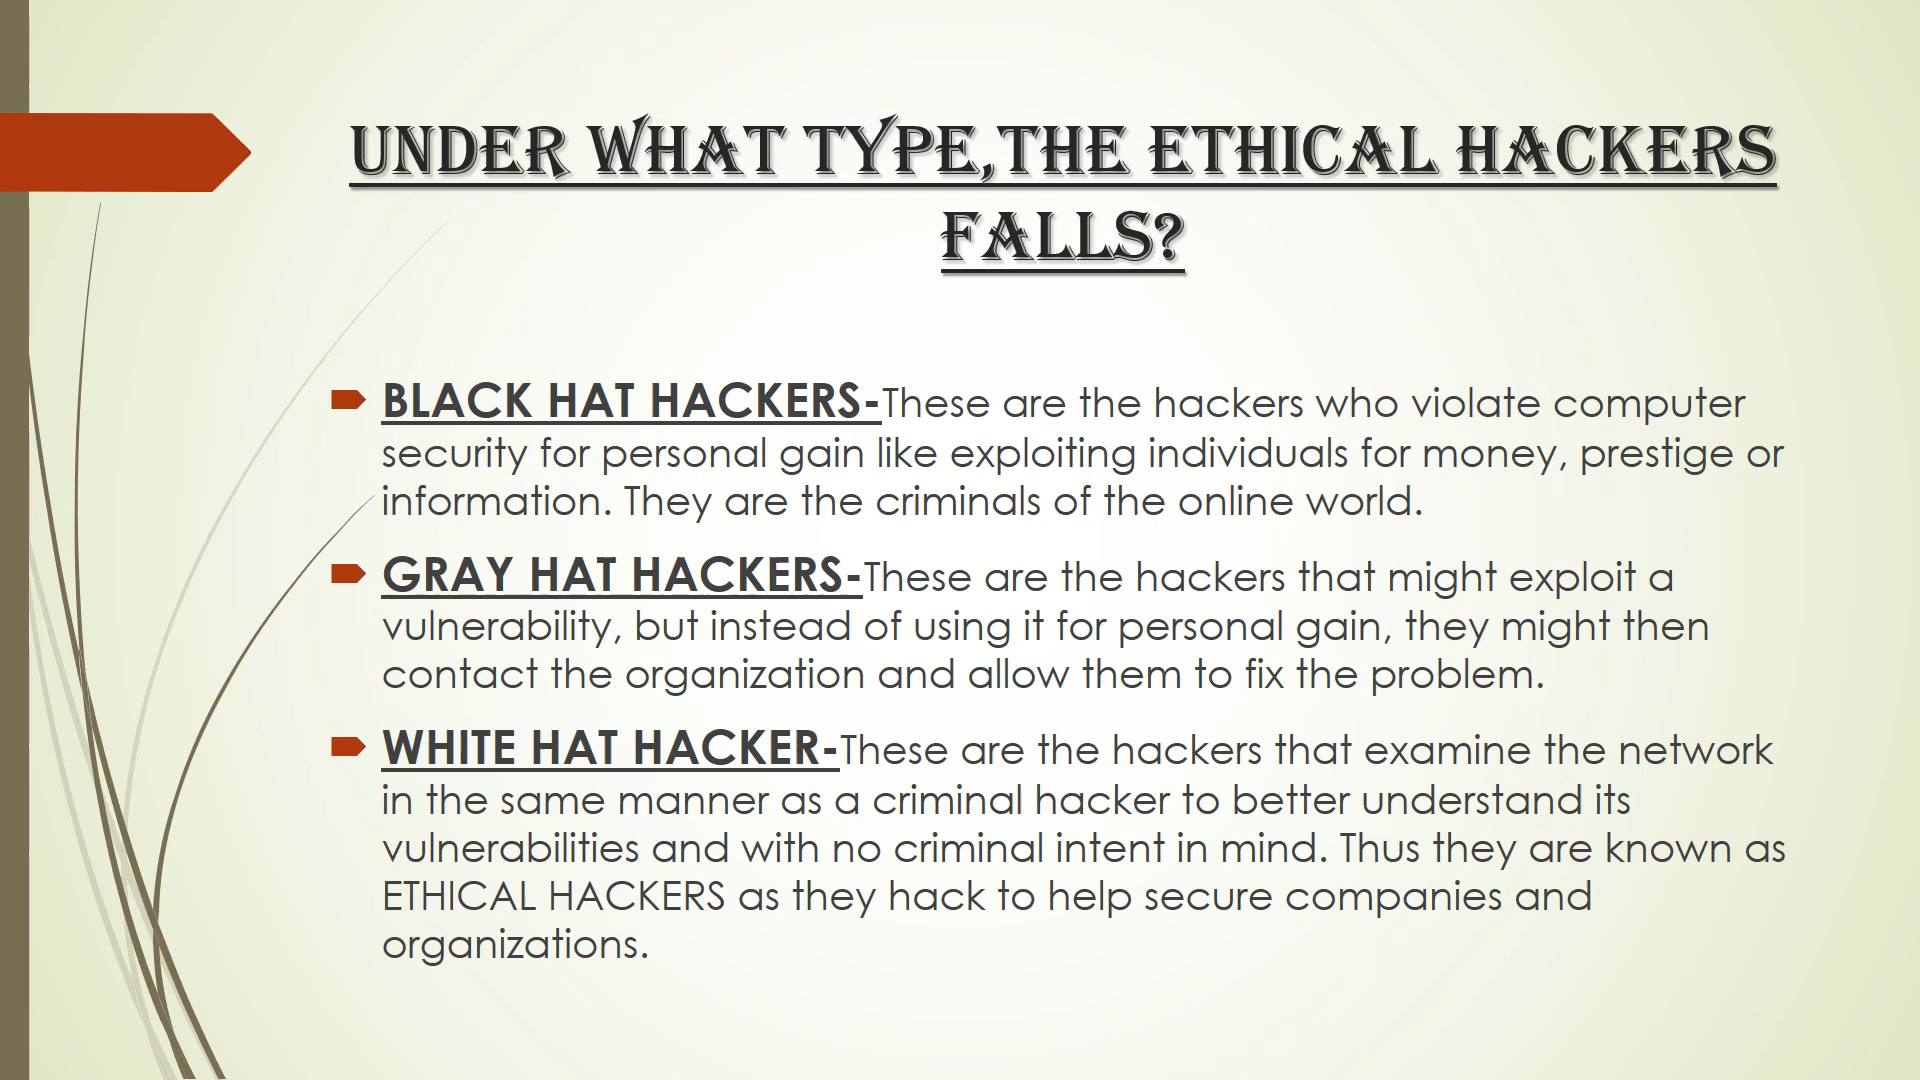 UNDER WHAT TYPE,THE ETHICAL HACKERS
FALLS?
BLACK HAT HACKERS-These are the hackers who violate computer
security for personal gain like exploiting individuals for money, prestige or
information. They are the criminals of the online world.
GRAY HAT HACKERS-These are the hackers that might exploit a
vulnerability, but instead of using it for personal gain, they might then
contact the organization and allow them to fix the problem.
WHITE HAT HACKER-These are the hackers that examine the network
in the same manner as a criminal hacker to better understand its
vulnerabilities and with no criminal intent in mind. Thus they are known as
ETHICAL HACKERS as they hack to help secure companies and
organizations.